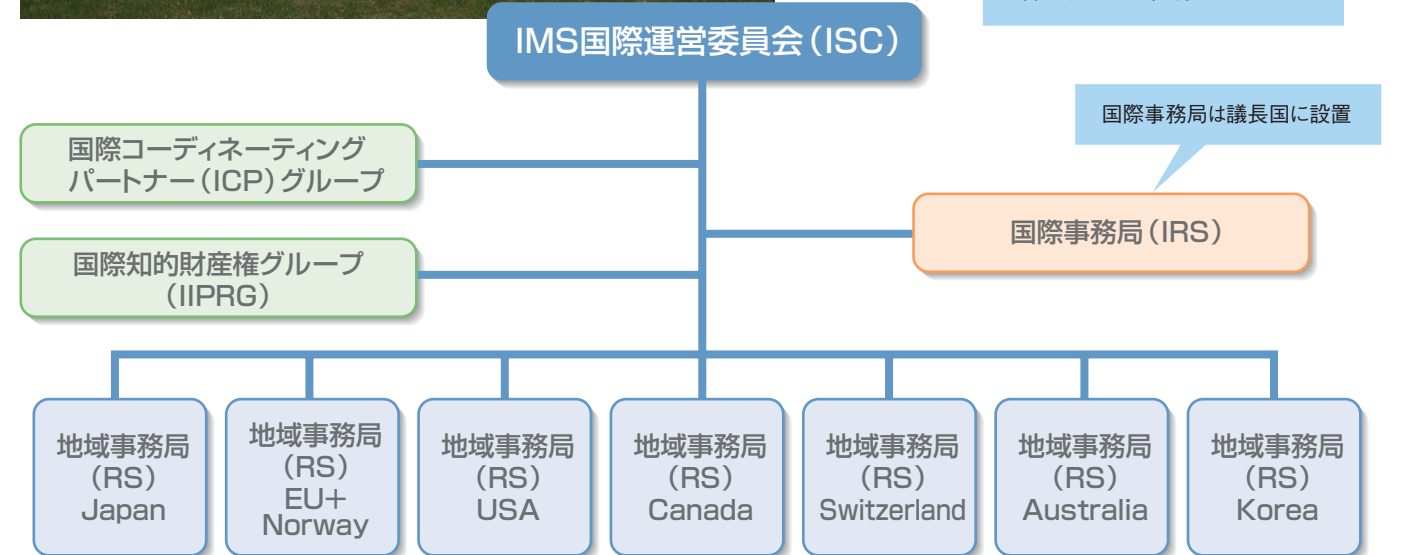 IMS国際運営委員会(ISC)
国際事務局は議長国に設置
国際コーディネーティング
パートナー(ICP)グループ
国際事務局(IRS)
国際知的財産権グループ
(IIPRG)
地域事務局
(RS)
Japan
地域事務局
(RS)
EU+
Norway
地域事務局
(RS)
USA
地域事務局
(RS)
Canada
地域事務局
(RS)
Switzerland
地域事務局
(RS)
Australia
地域事務局
(RS)
Korea